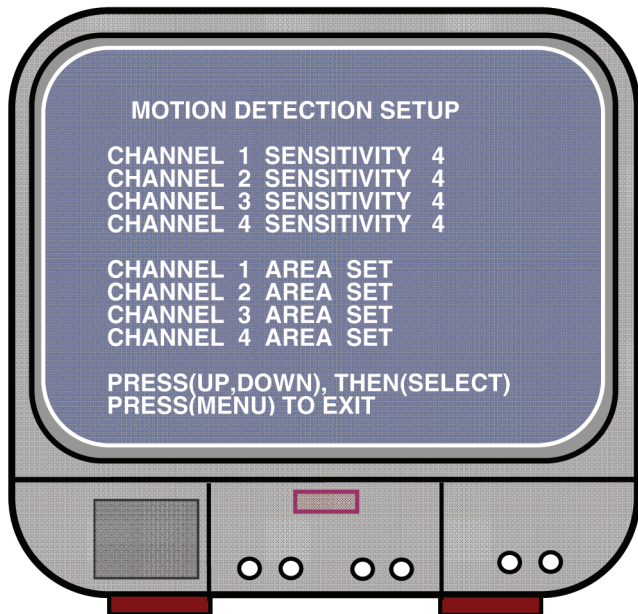 MOTION DETECTION SETUP
CHANNEL 1 SENSITIVITY 4
CHANNEL 2 SENSITIVITY 4
CHANNEL 3 SENSITIVITY 4
CHANNEL 4 SENSITIVITY 4
CHANNEL 1 AREA SET
CHANNEL 2 AREA SET
CHANNEL 3 AREA SET
CHANNEL 4 AREA SET
PRESS(UP,DOWN), THEN(SELECT)
PRESS(MENU) TO EXIT